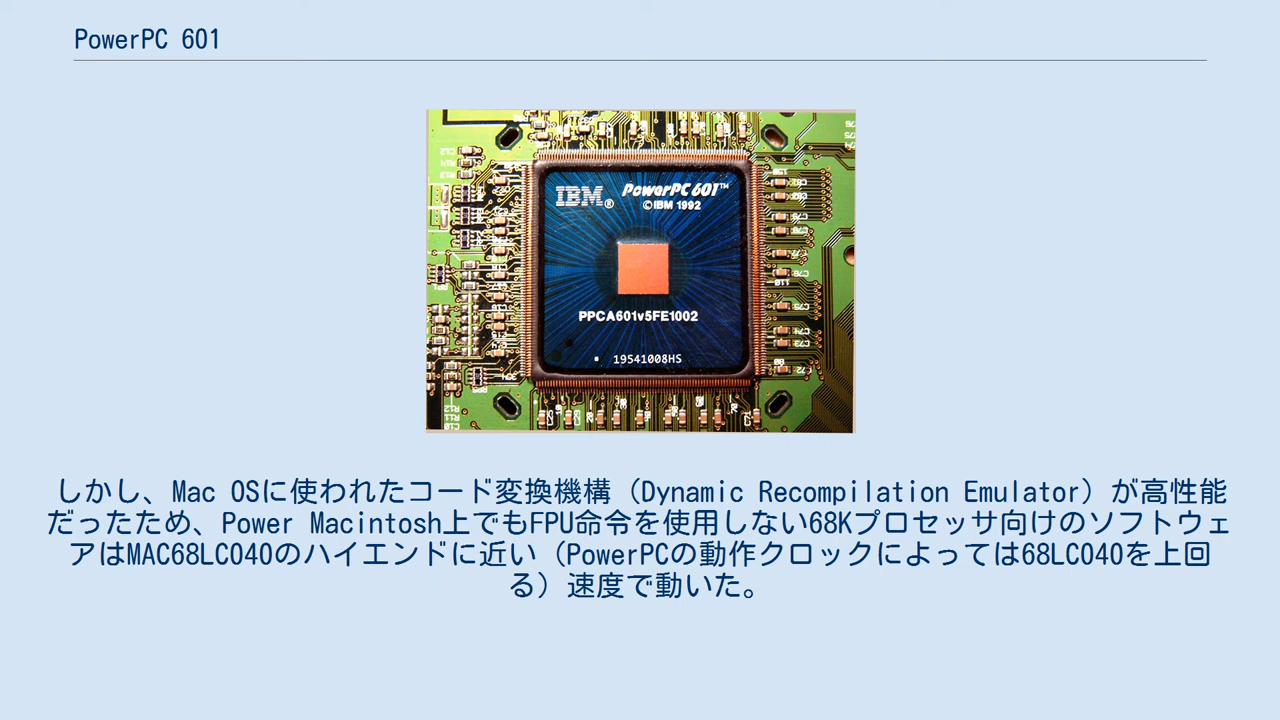 PowerPC 601
IBM®
PowerPC 601™
©IBM 1992
PPCA601v5FE1002
19541008HS
しかし、Mac OSに使われたコード変換機構（Dynamic Recompilation Emulator）が高性能
だったため、Power Macintosh上でもFPU命令を使用しない68Kプロセッサ向けのソフトウェ
アはMAC68LC040のハイエンドに近い（PowerPCの動作クロックによっては68LC040を上回
る）速度で動いた。